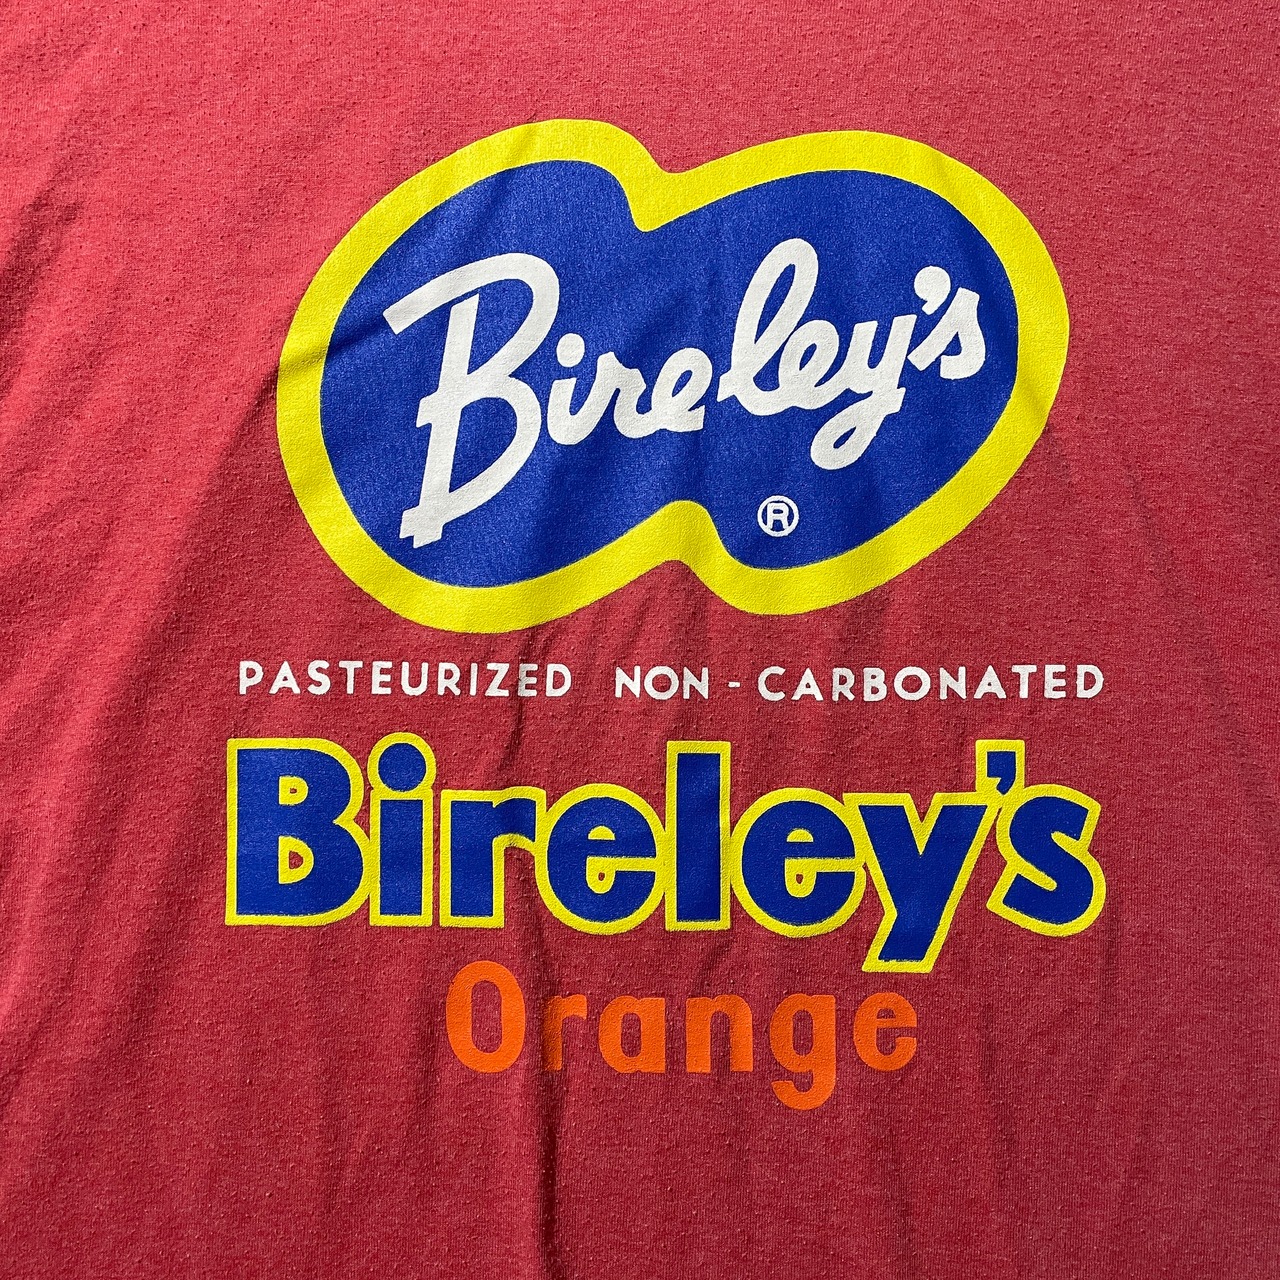 Bireley's
®
PASTEURIZED NON-CARBONATED
Bireley's
Orange